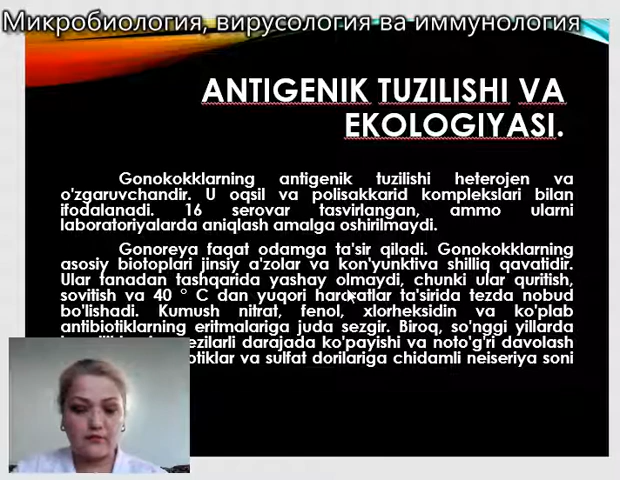 Микробиология, вирусология ва иммунология
ANTIGENIK TUZILISHI VA
EKOLOGIYASI.
Gonokokklarning antigenik tuzilishi heterojen va
o'zgaruvchandir. U oqsil va polisakkarid komplekslari bilan
ifodalanadi. 16 serovar tasvirlangan, ammo ularni
laboratoriyalarda aniqlash amalga oshirilmaydi.
Gonoreya faqat odamga ta'sir qiladi. Gonokokklarning
asosiy biotoplari jinsiy a'zolar va kon'yunktiva shilliq qavatidir.
Ular tanadan tashqarida yashay olmaydi, chunki ular quritish,
sovitish va 40 ° C dan yuqori haroratlar ta'sirida tezda nobud
bo'lishadi. Kumush nitrat, fenol, xlorheksidin va ko'plab
antibiotiklarning eritmalariga juda sezgir. Biroq, so'nggi yillarda
ezilarli darajada ko'payishi va noto'g'ri davolash
otiklar va sulfat dorilariga chidamli neiseriya soni